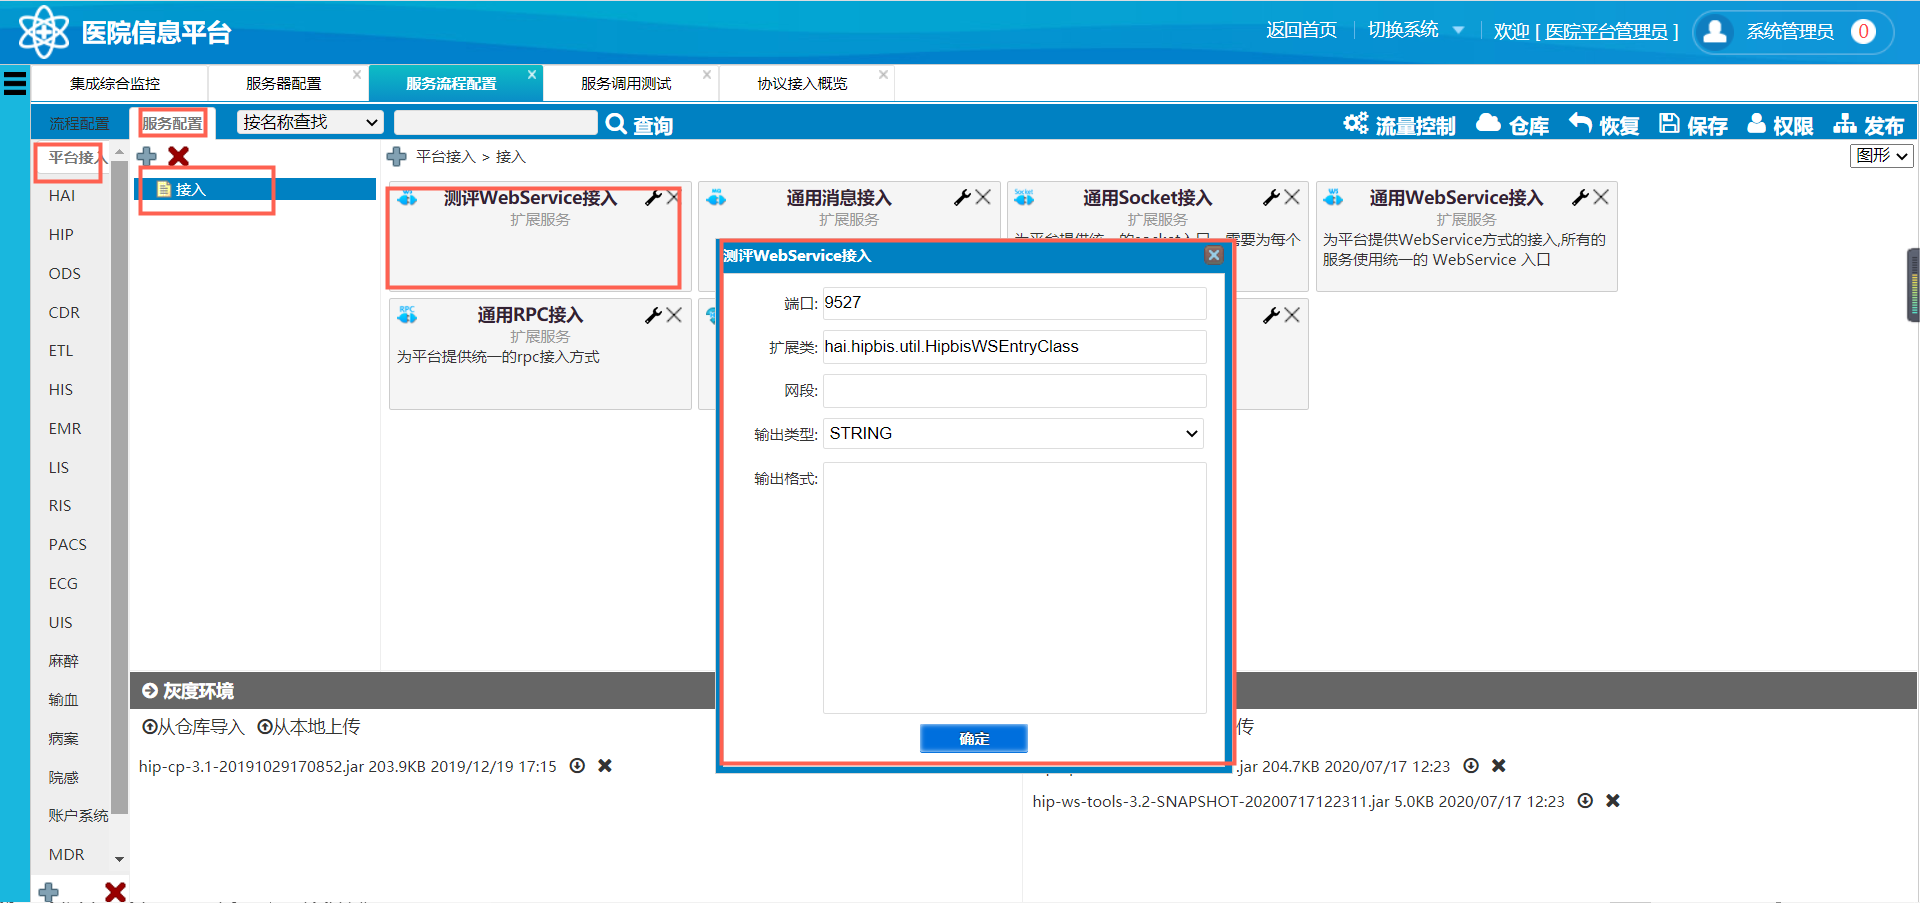 医院信息平台
返回首页 切换系统 欢迎 [ 医院平台管理员 ] 系统管理员 0
集成综合监控 服务器配置 服务流程配置 服务调用测试 协议接入概览
流程配置 服务配置 按名称查找 查询 流量控制 仓库 恢复 保存 权限 发布
平台接入
HAI
HIP
ODS
CDR
ETL
HIS
EMR
LIS
RIS
PACS
ECG
UIS
麻醉
输血
病案
院感
账户系统
MDR
接入
平台接入 > 接入
图形
测评WebService接入
扩展服务
通用消息接入
扩展服务
通用Socket接入
扩展服务
需要为每个
通用WebService接入
扩展服务
为平台提供WebService方式的接入,所有的
服务使用统一的 WebService 入口
通用RPC接入
扩展服务
为平台提供统一的rpc接入方式
测评WebService接入
端口: 9527
扩展类: hai.hipbis.util.HipbisWSEntryClass
网段:
输出类型: STRING
输出格式:
确定
灰度环境
从仓库导入 从本地上传
hip-cp-3.1-20191029170852.jar 203.9KB 2019/12/19 17:15
传
.jar 204.7KB 2020/07/17 12:23
hip-ws-tools-3.2-SNAPSHOT-20200717122311.jar 5.0KB 2020/07/17 12:23